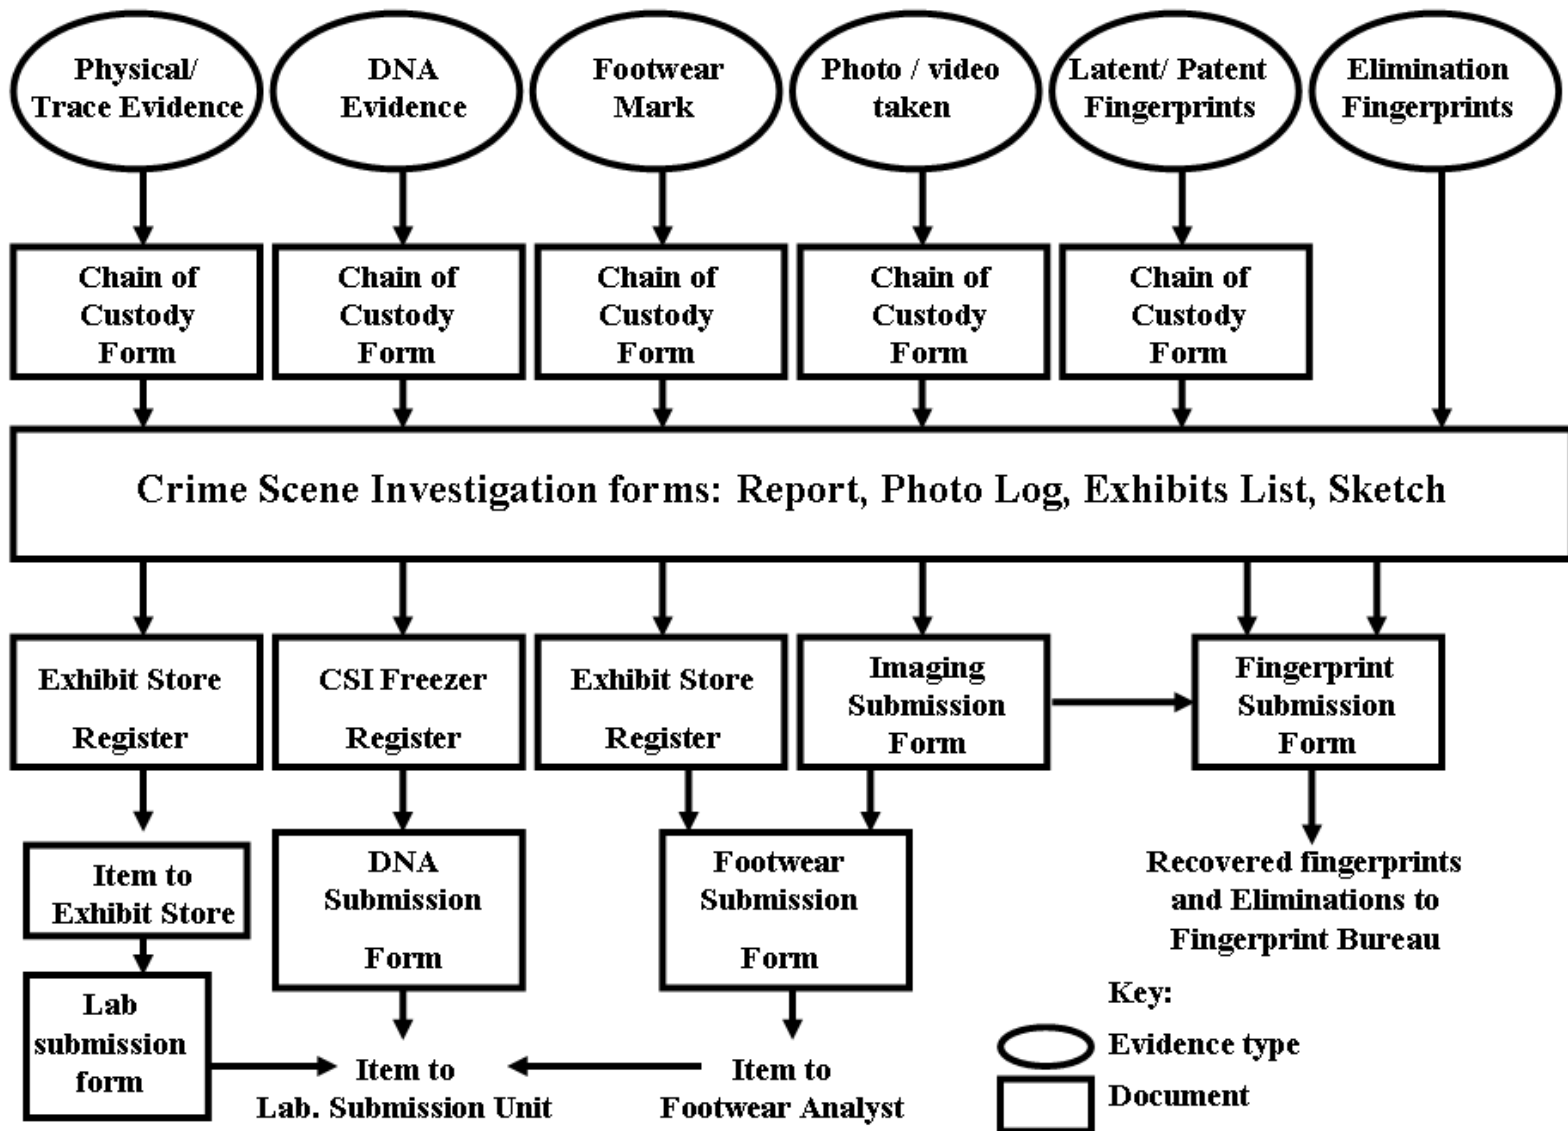 Physical/
Trace Evidence
DNA
Evidence
Footwear
Mark
Photo / video
taken
Latent/ Patent
Fingerprints
Elimination
Fingerprints
Chain of
Custody
Form
Chain of
Custody
Form
Chain of
Custody
Form
Chain of
Custody
Form
Chain of
Custody
Form
Crime Scene Investigation forms: Report, Photo Log, Exhibits List, Sketch
Exhibit Store
Register
CSI Freezer
Register
Exhibit Store
Register
Imaging
Submission
Form
Fingerprint
Submission
Form
Item to
Exhibit Store
DNA
Submission
Form
Footwear
Submission
Form
Recovered fingerprints
and Eliminations to
Fingerprint Bureau
Lab
submission
form
Item to
Lab. Submission Unit
Item to
Footwear Analyst
Key:
Evidence type
Document